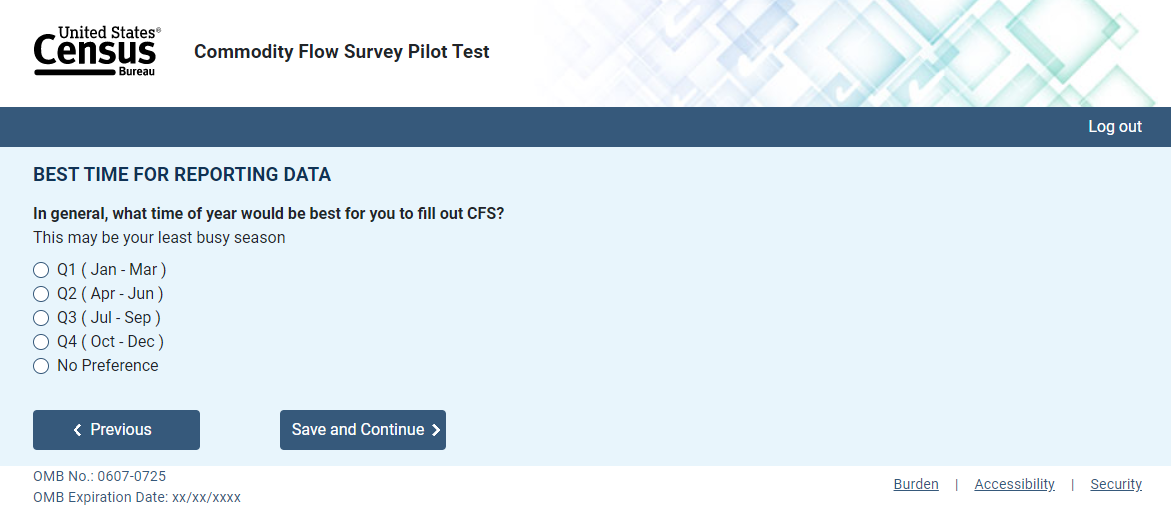 United States®
Census
Bureau
Commodity Flow Survey Pilot Test
Log out
BEST TIME FOR REPORTING DATA
In general, what time of year would be best for you to fill out CFS?
This may be your least busy season
Q1 ( Jan - Mar )
Q2 ( Apr - Jun )
Q3 ( Jul - Sep )
Q4 ( Oct - Dec )
No Preference
Previous
Save and Continue
OMB No.: 0607-0725
OMB Expiration Date: xx/xx/xxxx
Burden | Accessibility | Security